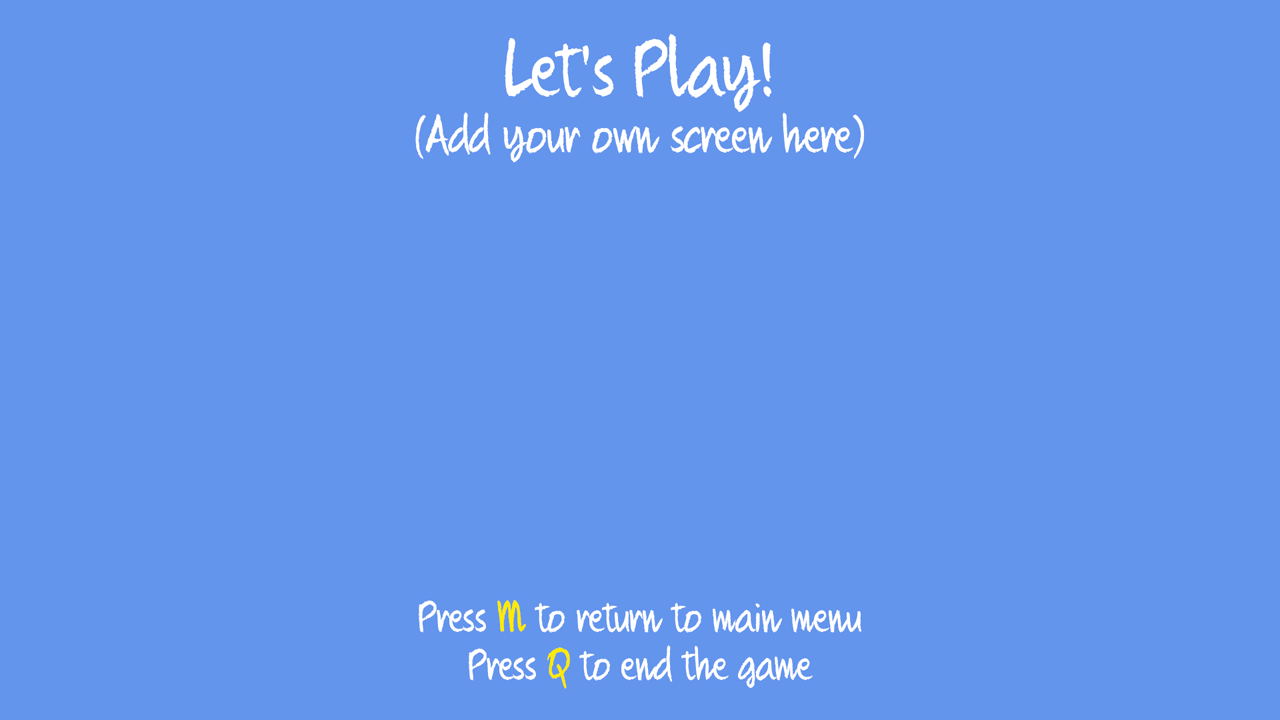 Let's Play!
(Add your own screen here)
Press M to return to main menu
Press Q to end the game